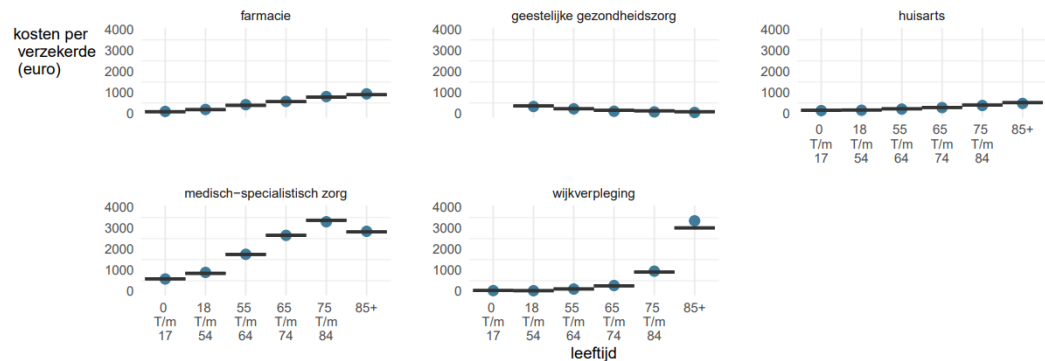 farmacie
geestelijke gezondheidszorg
huisarts
kosten per
verzekerde
(euro)
4000
3000
2000
1000
0
4000
3000
2000
1000
0
4000
3000
2000
1000
0
0 18 55 65 75 85+
T/m T/m T/m T/m T/m
17 54 64 74 84
medisch−specialistisch zorg
wijkverpleging
4000
3000
2000
1000
0
4000
3000
2000
1000
0
0 18 55 65 75 85+
T/m T/m T/m T/m T/m
17 54 64 74 84
0 18 55 65 75 85+
T/m T/m T/m T/m T/m
17 54 64 74 84
leeftijd